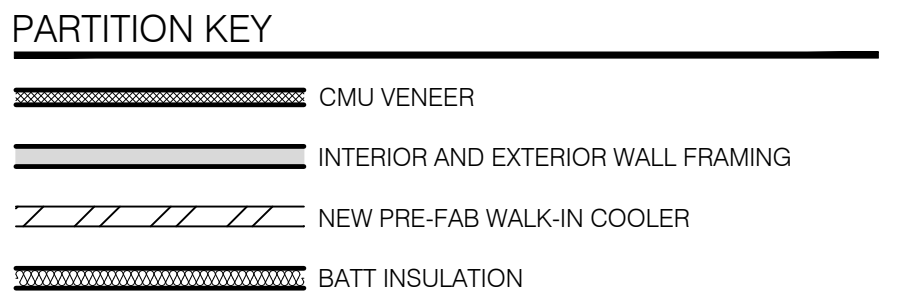 PARTITION KEY
CMU VENEER
INTERIOR AND EXTERIOR WALL FRAMING
NEW PRE-FAB WALK-IN COOLER
BATT INSULATION